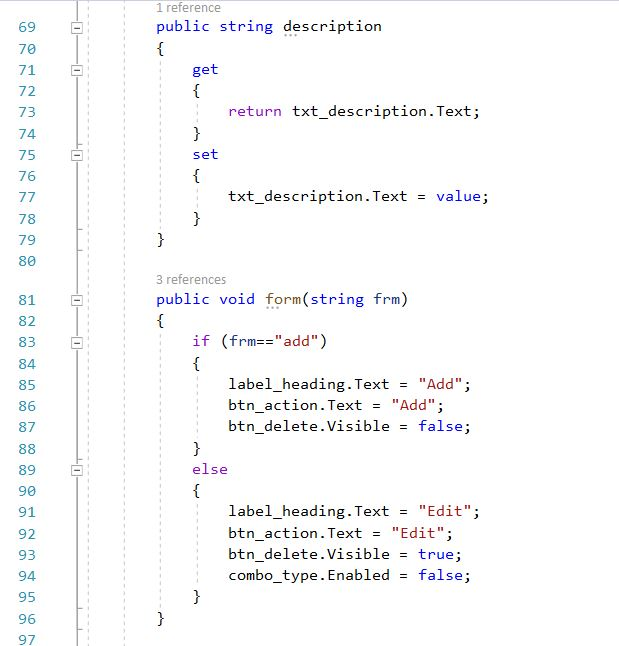 1 reference
69 public string description
70 {
71 get
72 {
73 return txt_description.Text;
74 }
75 set
76 {
77 txt_description.Text = value;
78 }
79 }
80
3 references
81 public void form(string frm)
82 {
83 if (frm=="add")
84 {
85 label_heading.Text = "Add";
86 btn_action.Text = "Add";
87 btn_delete.Visible = false;
88 }
89 else
90 {
91 label_heading.Text = "Edit";
92 btn_action.Text = "Edit";
93 btn_delete.Visible = true;
94 combo_type.Enabled = false;
95 }
96 }
97